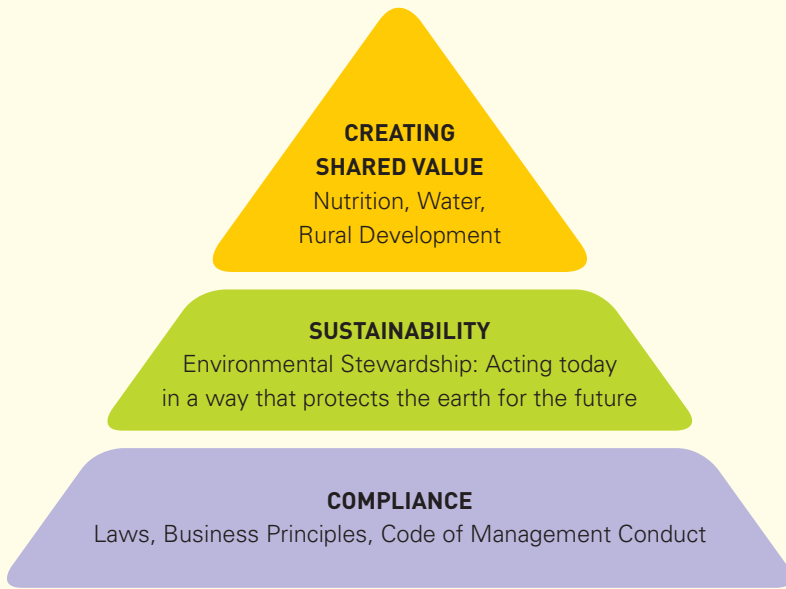 CREATING
SHARED VALUE
Nutrition, Water,
Rural Development
SUSTAINABILITY
Environmental Stewardship: Acting today
in a way that protects the earth for the future
COMPLIANCE
Laws, Business Principles, Code of Management Conduct